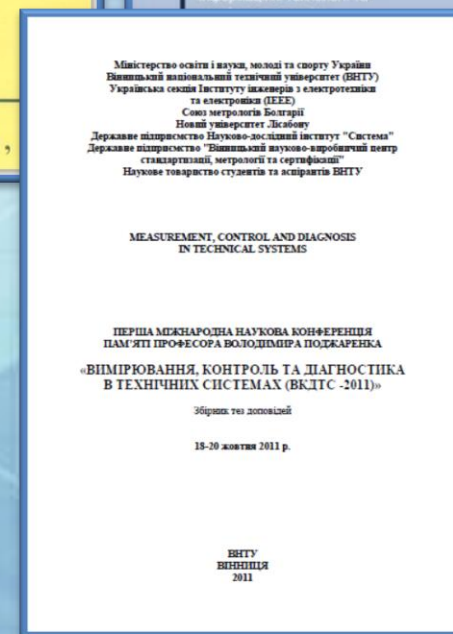 Міністерство освіти і науки, молоді та спорту України
Вінницький національний технічний університет (ВНТУ)
Українська секція Інституту інженерів з електротехніки
та електроніки (IEEE)
Союз метрологів Болгарії
Новий університет Лісабону
Державне підприємство Науково-дослідний інститут "Система"
Державне підприємство "Вінницький науково-виробничий центр
стандартизації, метрології та сертифікації"
Наукове товариство студентів та аспірантів ВНТУ
MEASUREMENT, CONTROL AND DIAGNOSIS
IN TECHNICAL SYSTEMS
ПЕРША МІЖНАРОДНА НАУКОВА КОНФЕРЕНЦІЯ
ПАМ'ЯТІ ПРОФЕСОРА ВОЛОДИМИРА ПОДЖАРЕНКА
«ВИМІРЮВАННЯ, КОНТРОЛЬ ТА ДІАГНОСТИКА
В ТЕХНІЧНИХ СИСТЕМАХ (ВКДТС -2011)»
Збірник тез доповідей
18-20 жовтня 2011 р.
ВНТУ
ВІННИЦЯ
2011